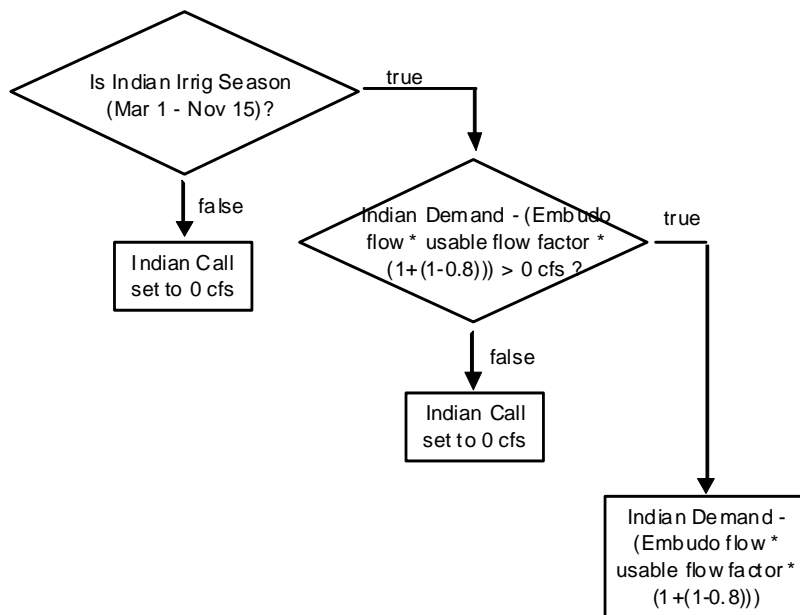 Is Indian Irrig Season
(Mar 1 - Nov 15)?
true
false
Indian Call
set to 0 cfs
Indian Demand - (Embudo
flow * usable flow factor *
(1+(1-0.8))) > 0 cfs ?
true
false
Indian Call
set to 0 cfs
Indian Demand -
(Embudo flow *
usable flow factor *
(1+(1-0.8)))